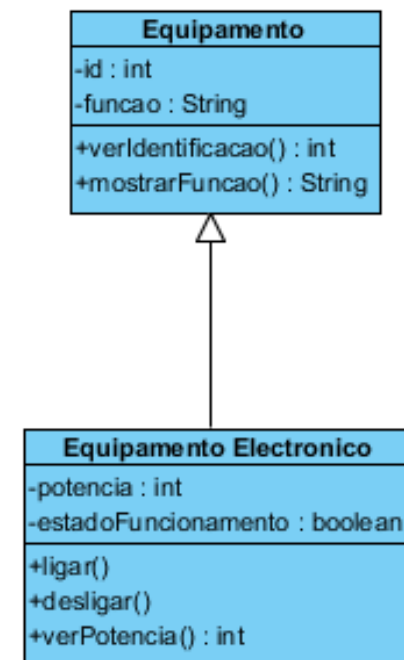 Equipamento
-id : int
-funcao : String
+verIdentificacao() : int
+mostrarFuncao() : String
Equipamento Electronico
-potencia : int
-estadoFuncionamento : boolean
+ligar()
+desligar()
+verPotencia() : int